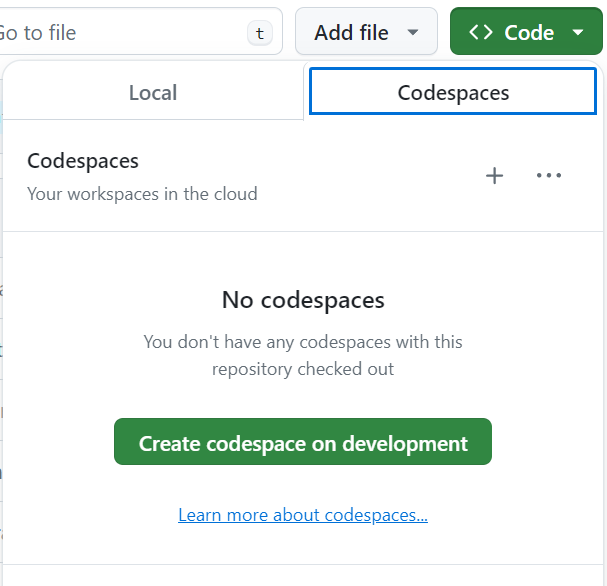 Go to file
t
Add file
Code
Local
Codespaces
Codespaces
Your workspaces in the cloud
No codespaces
You don't have any codespaces with this
repository checked out
Create codespace on development
Learn more about codespaces...